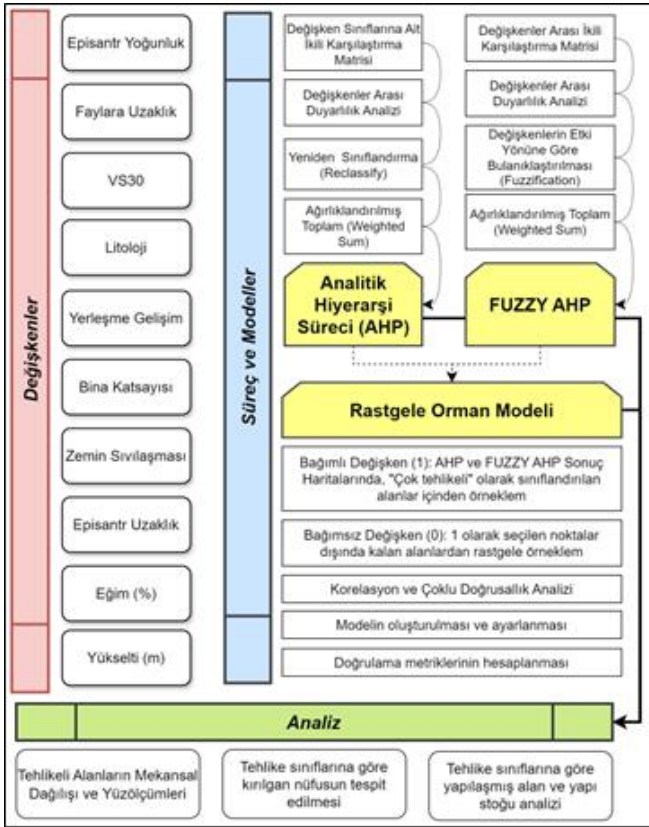 Değişkenler
Episantr Yoğunluk
Faylara Uzaklık
VS30
Litoloji
Yerleşme Gelişim
Bina Katsayısı
Zemin Sıvılaşması
Episantr Uzaklık
Eğim (%)
Yükselti (m)
Süreç ve Modeller
Değişken Sınıflarına Ait
İkili Karşılaştırma
Matrisi
Değişkenler Arası
Duyarlılık Analizi
Yeniden Sınıflandırma
(Reclassify)
Ağırlıklandırılmış
Toplam (Weighted
Sum)
Analitik
Hiyerarşi
Süreci (AHP)
Değişkenler Arası İkili
Karşılaştırma Matrisi
Değişkenler Arası
Duyarlılık Analizi
Değişkenlerin Etki
Yönüne Göre
Bulanıklaştırılması
(Fuzzification)
Ağırlıklandırılmış Toplam
(Weighted Sum)
FUZZY AHP
Rastgele Orman Modeli
Bağımlı Değişken (1): AHP ve FUZZY AHP Sonuç
Haritalarında, "Çok tehlikeli" olarak sınıflandırılan
alanlar içinden örneklem
Bağımsız Değişken (0): 1 olarak seçilen noktalar
dışında kalan alanlardan rastgele örneklem
Korelasyon ve Çoklu Doğrusallık Analizi
Modelin oluşturulması ve ayarlanması
Doğrulama metriklerinin hesaplanması
Analiz
Tehlikeli Alanların Mekansal
Dağılışı ve Yüzölçümleri
Tehlike sınıflarına göre
kırılgan nüfusun tespit
edilmesi
Tehlike sınıflarına göre
yapılaşmış alan ve yapı
stoğu analizi